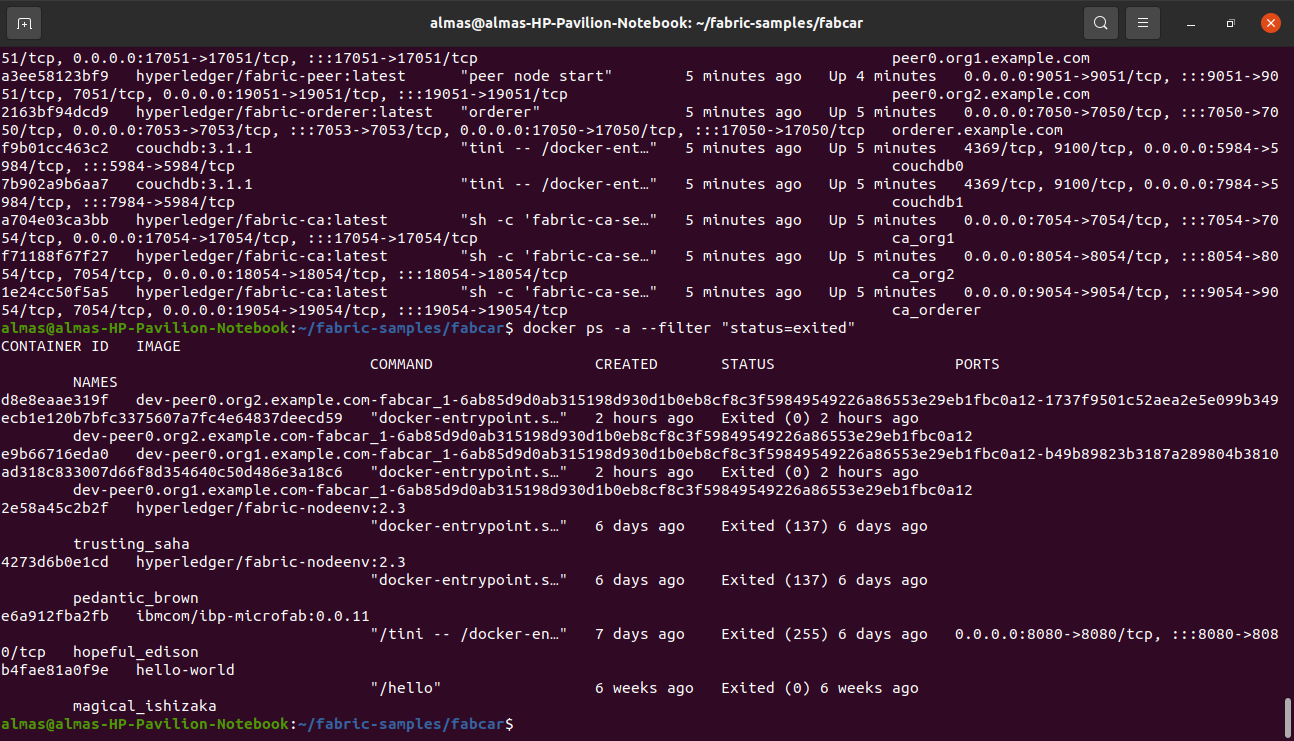 almas@almas-HP-Pavilion-Notebook: ~/fabric-samples/fabcar
51/tcp, 0.0.0.0:17051->17051/tcp, :::17051->17051/tcp                                              peer0.org1.example.com
a3ee58123bf9   hyperledger/fabric-peer:latest      "peer node start"        5 minutes ago   Up 4 minutes   0.0.0.0:9051->9051/tcp, :::9051->90
51/tcp, 7051/tcp, 0.0.0.0:19051->19051/tcp, :::19051->19051/tcp                                    peer0.org2.example.com
2163bf94dcd9   hyperledger/fabric-orderer:latest   "orderer"                5 minutes ago   Up 5 minutes   0.0.0.0:7050->7050/tcp, :::7050->70
50/tcp, 0.0.0.0:7053->7053/tcp, :::7053->7053/tcp, 0.0.0.0:17050->17050/tcp, :::17050->17050/tcp   orderer.example.com
f9b01cc463c2   couchdb:3.1.1                       "tini -- /docker-ent…"   5 minutes ago   Up 5 minutes   4369/tcp, 9100/tcp, 0.0.0.0:5984->5
984/tcp, :::5984->5984/tcp                                                                         couchdb0
7b902a9b6aa7   couchdb:3.1.1                       "tini -- /docker-ent…"   5 minutes ago   Up 5 minutes   4369/tcp, 9100/tcp, 0.0.0.0:7984->5
984/tcp, :::7984->5984/tcp                                                                         couchdb1
a704e03ca3bb   hyperledger/fabric-ca:latest        "sh -c 'fabric-ca-se…"   5 minutes ago   Up 5 minutes   0.0.0.0:7054->7054/tcp, :::7054->70
54/tcp, 0.0.0.0:17054->17054/tcp, :::17054->17054/tcp                                              ca_org1
f71188f67f27   hyperledger/fabric-ca:latest        "sh -c 'fabric-ca-se…"   5 minutes ago   Up 5 minutes   0.0.0.0:8054->8054/tcp, :::8054->80
54/tcp, 7054/tcp, 0.0.0.0:18054->18054/tcp, :::18054->18054/tcp                                    ca_org2
1e24cc50f5a5   hyperledger/fabric-ca:latest        "sh -c 'fabric-ca-se…"   5 minutes ago   Up 5 minutes   0.0.0.0:9054->9054/tcp, :::9054->90
54/tcp, 7054/tcp, 0.0.0.0:19054->19054/tcp, :::19054->19054/tcp                                    ca_orderer
almas@almas-HP-Pavilion-Notebook:~/fabric-samples/fabcar$ docker ps -a --filter "status=exited"
CONTAINER ID   IMAGE
                                         COMMAND                  CREATED       STATUS                    PORTS
        NAMES
d8e8eaae319f   dev-peer0.org2.example.com-fabcar_1-6ab85d9d0ab315198d930d1b0eb8cf8c3f59849549226a86553e29eb1fbc0a12-1737f9501c52aea2e5e099b349
ecb1e120b7bfc3375607a7fc4e64837deecd59   "docker-entrypoint.s…"   2 hours ago   Exited (0) 2 hours ago
        dev-peer0.org2.example.com-fabcar_1-6ab85d9d0ab315198d930d1b0eb8cf8c3f59849549226a86553e29eb1fbc0a12
e9b66716eda0   dev-peer0.org1.example.com-fabcar_1-6ab85d9d0ab315198d930d1b0eb8cf8c3f59849549226a86553e29eb1fbc0a12-b49b89823b3187a289804b3810
ad318c833007d66f8d354640c50d486e3a18c6   "docker-entrypoint.s…"   2 hours ago   Exited (0) 2 hours ago
        dev-peer0.org1.example.com-fabcar_1-6ab85d9d0ab315198d930d1b0eb8cf8c3f59849549226a86553e29eb1fbc0a12
2e58a45c2b2f   hyperledger/fabric-nodeenv:2.3
                                         "docker-entrypoint.s…"   6 days ago    Exited (137) 6 days ago
        trusting_saha
4273d6b0e1cd   hyperledger/fabric-nodeenv:2.3
                                         "docker-entrypoint.s…"   6 days ago    Exited (137) 6 days ago
        pedantic_brown
e6a912fba2fb   ibmcom/ibp-microfab:0.0.11
                                         "/tini -- /docker-en…"   7 days ago    Exited (255) 6 days ago   0.0.0.0:8080->8080/tcp, :::8080->808
0/tcp   hopeful_edison
b4fae81a0f9e   hello-world
                                         "/hello"                 6 weeks ago   Exited (0) 6 weeks ago
        magical_ishizaka
almas@almas-HP-Pavilion-Notebook:~/fabric-samples/fabcar$